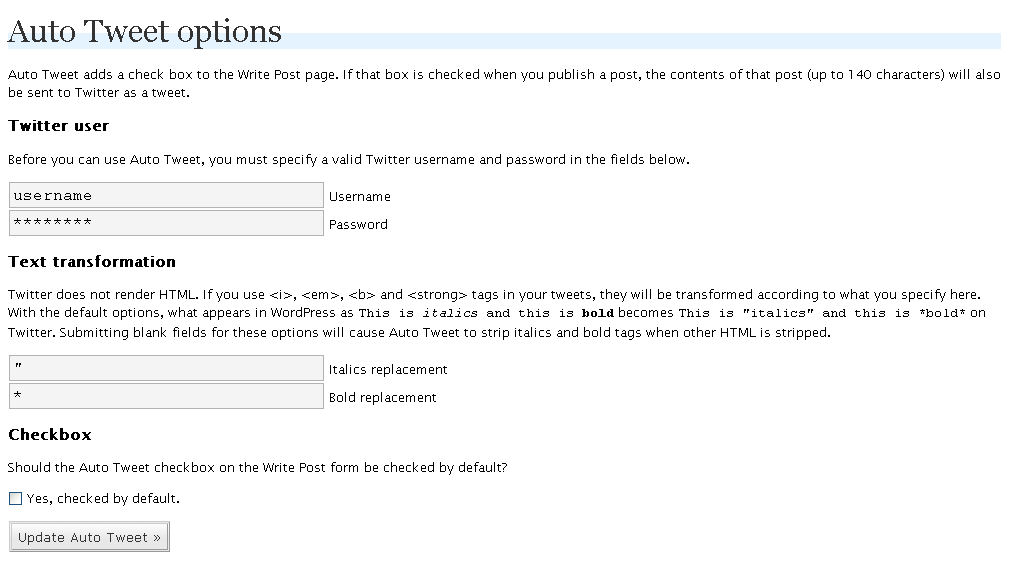 Auto Tweet options
Auto Tweet adds a check box to the Write Post page. If that box is checked when you publish a post, the contents of that post (up to 140 characters) will also
be sent to Twitter as a tweet.
Twitter user
Before you can use Auto Tweet, you must specify a valid Twitter username and password in the fields below.
username Username
******** Password
Text transformation
Twitter does not render HTML. If you use <i>, <em>, <b> and <strong> tags in your tweets, they will be transformed according to what you specify here.
With the default options, what appears in WordPress as This is italics and this is bold becomes This is "italics" and this is *bold* on
Twitter. Submitting blank fields for these options will cause Auto Tweet to strip italics and bold tags when other HTML is stripped.
" Italics replacement
* Bold replacement
Checkbox
Should the Auto Tweet checkbox on the Write Post form be checked by default?
Yes, checked by default.
Update Auto Tweet »